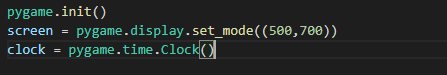 pygame.init()
screen = pygame.display.set_mode((500,700))
clock = pygame.time.Clock()